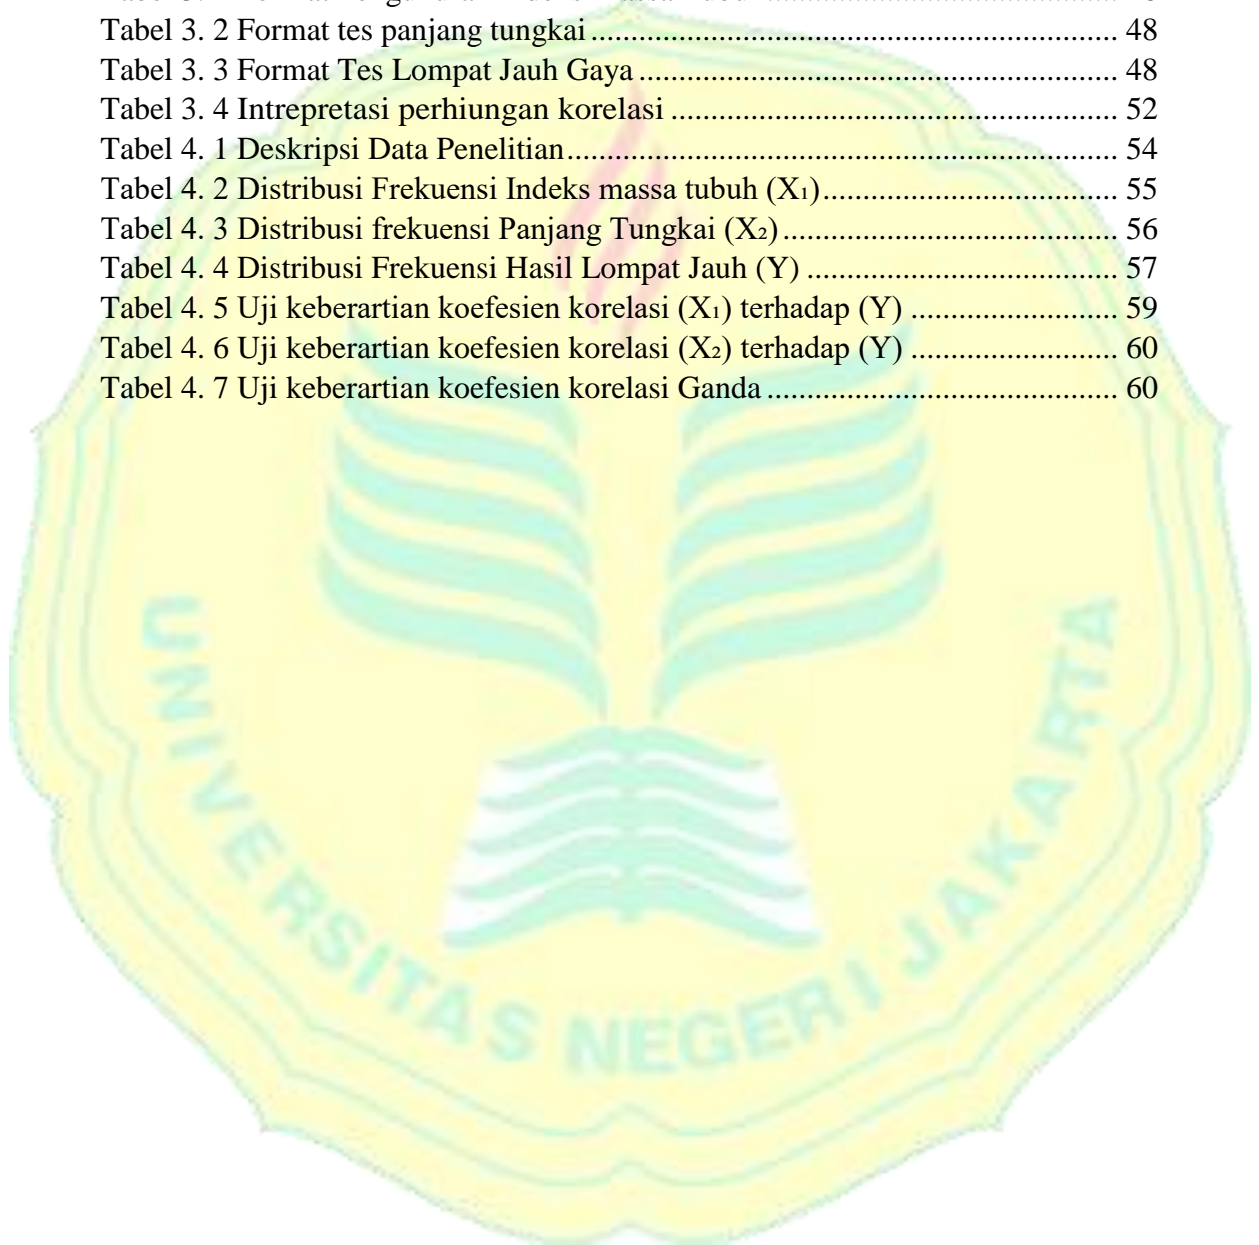 Tabel 3. 2 Format tes panjang tungkai ................................................................ 48
Tabel 3. 3 Format Tes Lompat Jauh Gaya .......................................................... 48
Tabel 3. 4 Intrepretasi perhiungan korelasi ...................................................... 52
Tabel 4. 1 Deskripsi Data Penelitian ................................................................... 54
Tabel 4. 2 Distribusi Frekuensi Indeks massa tubuh (X₁) .................................... 55
Tabel 4. 3 Distribusi frekuensi Panjang Tungkai (X₂) ......................................... 56
Tabel 4. 4 Distribusi Frekuensi Hasil Lompat Jauh (Y) ...................................... 57
Tabel 4. 5 Uji keberartian koefesien korelasi (X₁) terhadap (Y) ......................... 59
Tabel 4. 6 Uji keberartian koefesien korelasi (X₂) terhadap (Y) .......................... 60
Tabel 4. 7 Uji keberartian koefesien korelasi Ganda ........................................... 60
UNIVERSITAS NEGERI JAKARTA